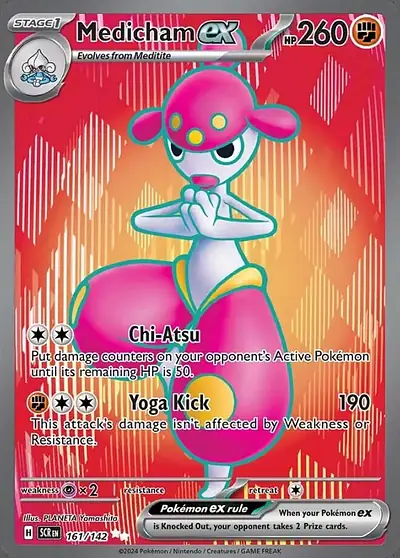 STAGE1
Medicham ex
HP 260
Evolves from Meditite
Chi-Atsu
Put damage counters on your opponent's Active Pokémon
until its remaining HP is 50.
Yoga Kick 190
This attack's damage isn't affected by Weakness or
Resistance.
weakness ×2 resistance retreat
Pokémon ex rule
When your Pokémon ex
is Knocked Out, your opponent takes 2 Prize cards.
Illus. PLANETA Yamashita
H SCR EN 161/142
©2024 Pokémon / Nintendo / Creatures / GAME FREAK